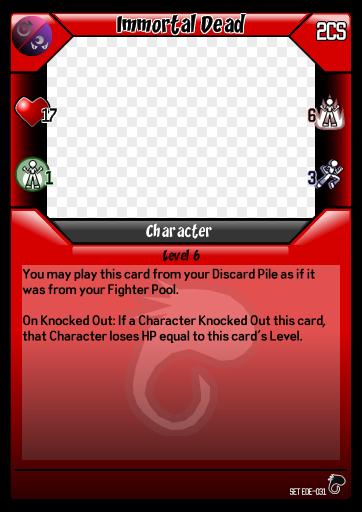 Immortal Dead
2CS
17
6
1
3
Character
Level 6
You may play this card from your Discard Pile as if it
was from your Fighter Pool.
On Knocked Out: If a Character Knocked Out this card,
that Character loses HP equal to this card's Level.
SET EOE-031